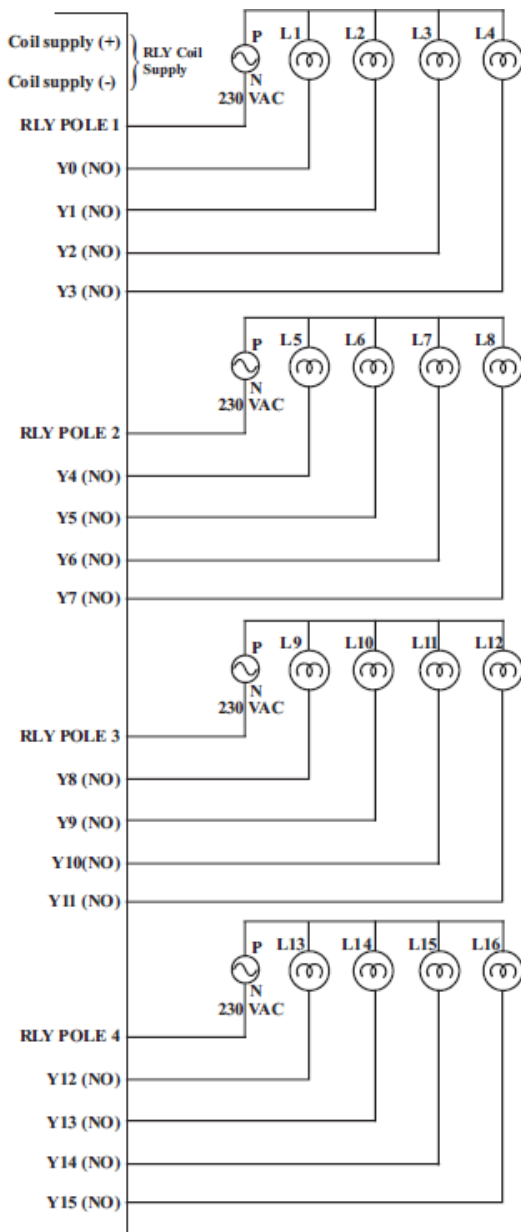 P L1 L2 L3 L4
Coil supply (+)
RLY Coil
Supply
Coil supply (-)
N
230 VAC
RLY POLE 1
Y0 (NO)
Y1 (NO)
Y2 (NO)
Y3 (NO)
P L5 L6 L7 L8
N
230 VAC
RLY POLE 2
Y4 (NO)
Y5 (NO)
Y6 (NO)
Y7 (NO)
P L9 L10 L11 L12
N
230 VAC
RLY POLE 3
Y8 (NO)
Y9 (NO)
Y10(NO)
Y11 (NO)
P L13 L14 L15 L16
N
230 VAC
RLY POLE 4
Y12 (NO)
Y13 (NO)
Y14 (NO)
Y15 (NO)